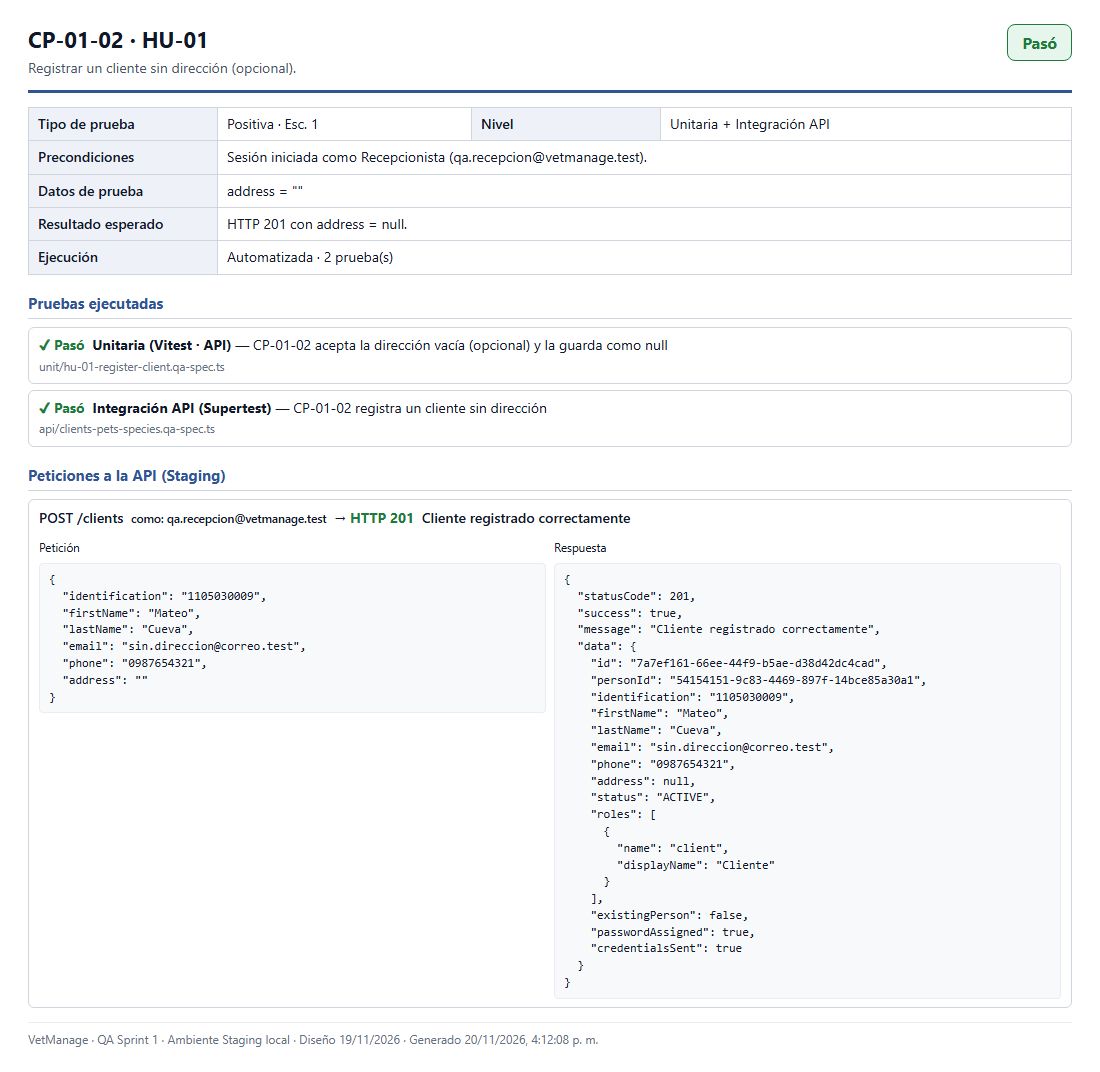 CP-01-02 · HU-01
Pasó
Registrar un cliente sin dirección (opcional).
Tipo de prueba Positiva · Esc. 1 Nivel Unitaria + Integración API
Precondiciones Sesión iniciada como Recepcionista (qa.recepcion@vetmanage.test).
Datos de prueba address = ""
Resultado esperado HTTP 201 con address = null.
Ejecución Automatizada · 2 prueba(s)
Pruebas ejecutadas
✓ Pasó Unitaria (Vitest · API) — CP-01-02 acepta la dirección vacía (opcional) y la guarda como null
unit/hu-01-register-client.qa-spec.ts
✓ Pasó Integración API (Supertest) — CP-01-02 registra un cliente sin dirección
api/clients-pets-species.qa-spec.ts
Peticiones a la API (Staging)
POST /clients como: qa.recepcion@vetmanage.test → HTTP 201 Cliente registrado correctamente
Petición
{
  "identification": "1105030009",
  "firstName": "Mateo",
  "lastName": "Cueva",
  "email": "sin.direccion@correo.test",
  "phone": "0987654321",
  "address": ""
}
Respuesta
{
  "statusCode": 201,
  "success": true,
  "message": "Cliente registrado correctamente",
  "data": {
    "id": "7a7ef161-66ee-44f9-b5ae-d38d42dc4cad",
    "personId": "54154151-9c83-4469-897f-14bce85a30a1",
    "identification": "1105030009",
    "firstName": "Mateo",
    "lastName": "Cueva",
    "email": "sin.direccion@correo.test",
    "phone": "0987654321",
    "address": null,
    "status": "ACTIVE",
    "roles": [
      {
        "name": "client",
        "displayName": "Cliente"
      }
    ],
    "existingPerson": false,
    "passwordAssigned": true,
    "credentialsSent": true
  }
}
VetManage · QA Sprint 1 · Ambiente Staging local · Diseño 19/11/2026 · Generado 20/11/2026, 4:12:08 p. m.